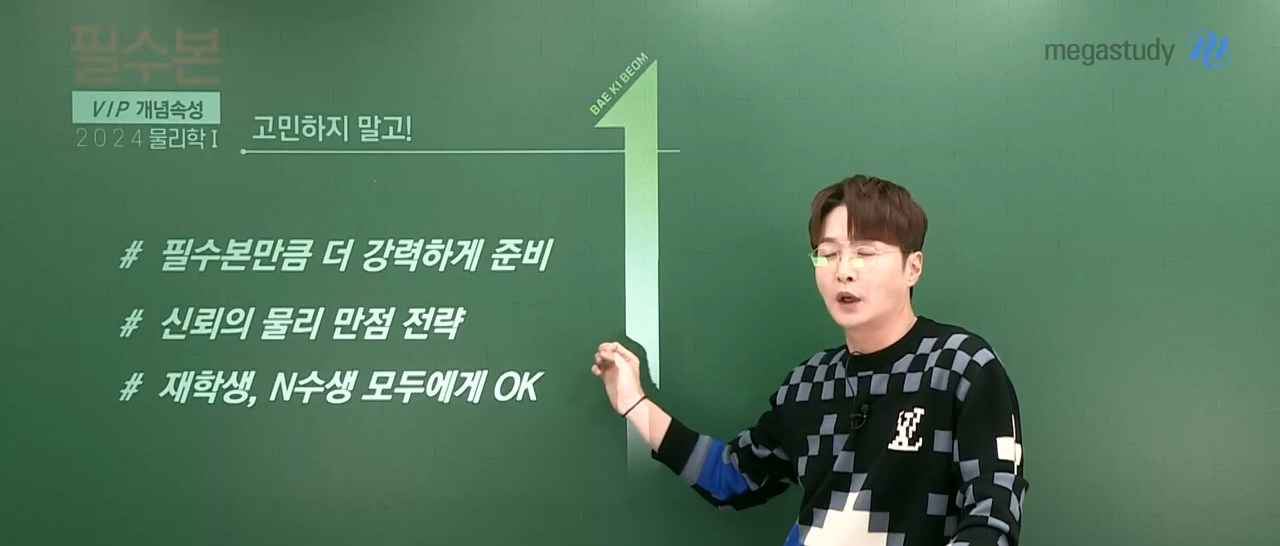 필수본
VIP 개념속성
2024 물리학 I
고민하지 말고!
BAE KI BEOM
1
# 필수본만큼 더 강력하게 준비
# 신뢰의 물리 만점 전략
# 재학생, N수생 모두에게 OK
megastudy